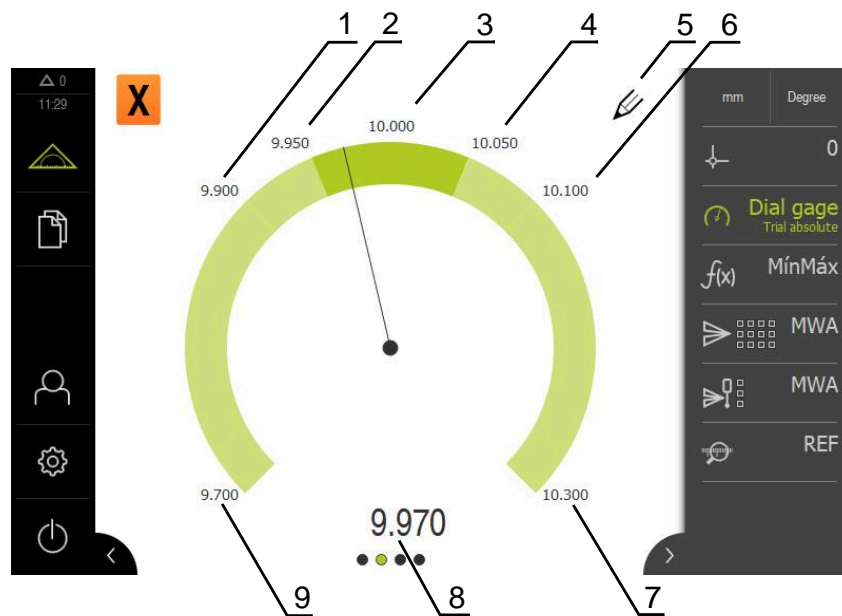 1 2 3 4 5 6
0
11:29
X
9.950 10.000 10.050
9.900 10.100
9.700 10.300
9.970
mm Degree
0
Dial gage
Trial absolute
f(x) MínMáx
MWA
MWA
REF
9 8 7